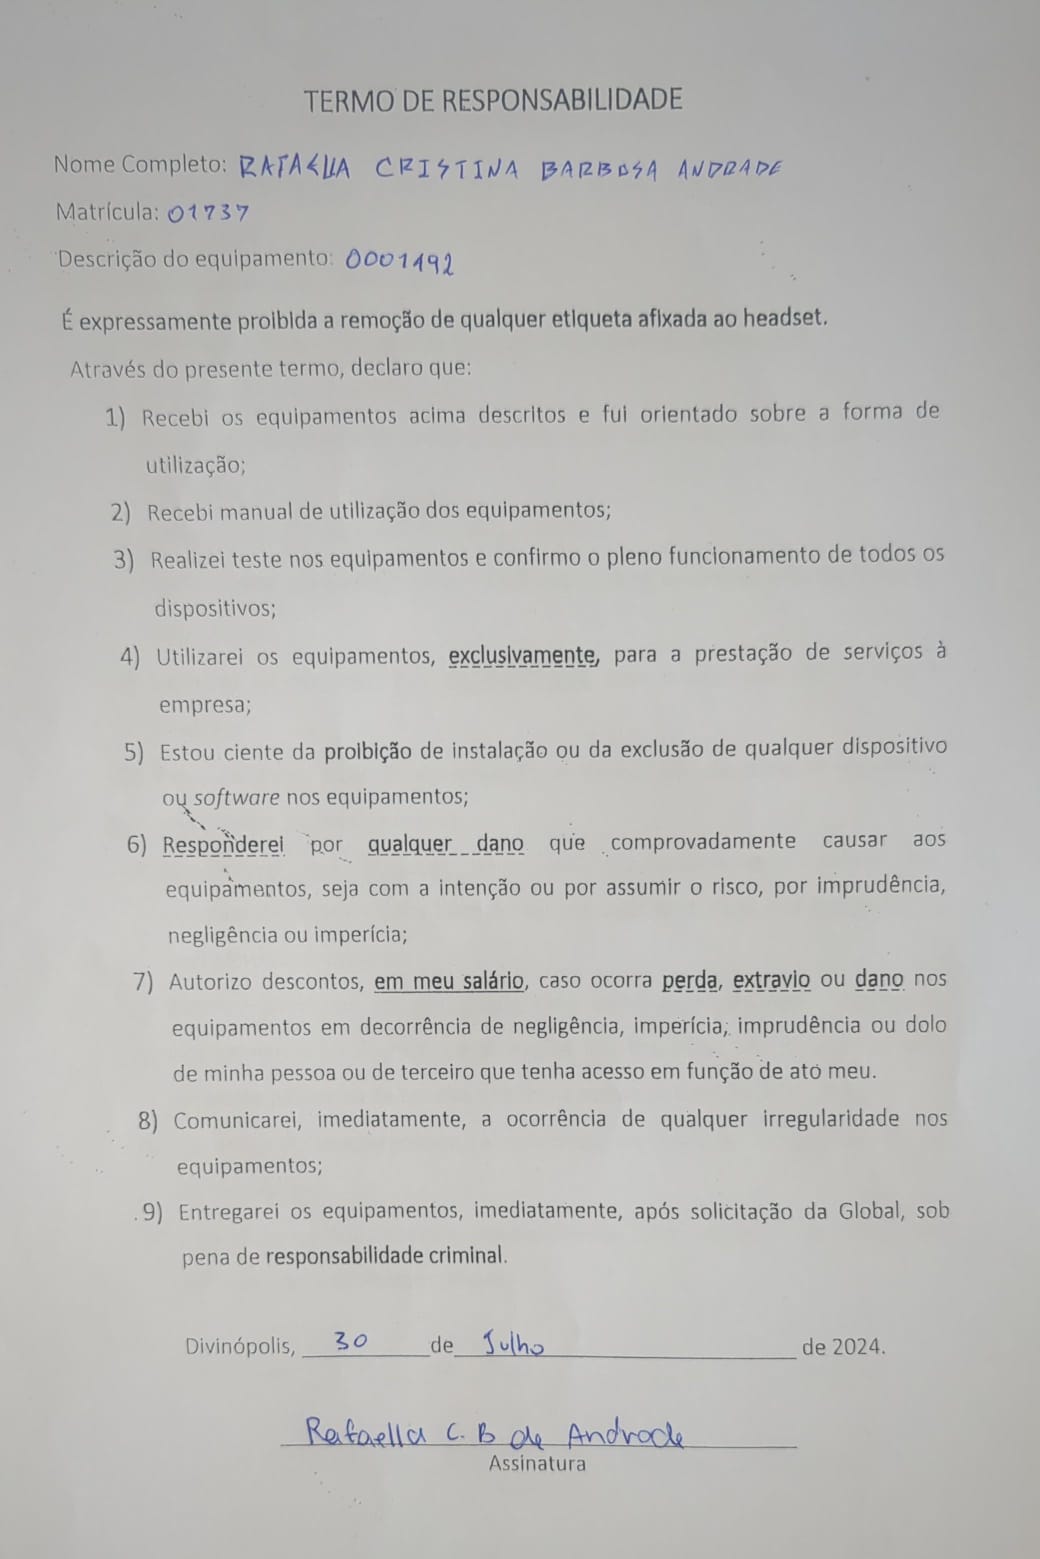 TERMO DE RESPONSABILIDADE
Nome Completo: RAFAELLA CRISTINA BARBOSA ANDRADE
Matrícula: 01737
Descrição do equipamento: 0001492
É expressamente proibida a remoção de qualquer etiqueta afixada ao headset.
Através do presente termo, declaro que:
1) Recebi os equipamentos acima descritos e fui orientado sobre a forma de
utilização;
2) Recebi manual de utilização dos equipamentos;
3) Realizei teste nos equipamentos e confirmo o pleno funcionamento de todos os
dispositivos;
4) Utilizarei os equipamentos, exclusivamente, para a prestação de serviços à
empresa;
5) Estou ciente da proibição de instalação ou da exclusão de qualquer dispositivo
ou software nos equipamentos;
6) Responderei por qualquer dano que comprovadamente causar aos
equipamentos, seja com a intenção ou por assumir o risco, por imprudência,
negligência ou imperícia;
7) Autorizo descontos, em meu salário, caso ocorra perda, extravio ou dano nos
equipamentos em decorrência de negligência, imperícia, imprudência ou dolo
de minha pessoa ou de terceiro que tenha acesso em função de ato meu.
8) Comunicarei, imediatamente, a ocorrência de qualquer irregularidade nos
equipamentos;
9) Entregarei os equipamentos, imediatamente, após solicitação da Global, sob
pena de responsabilidade criminal.
Divinópolis, 30 de Julho de 2024.
Rafaella C. B de Andrade
Assinatura